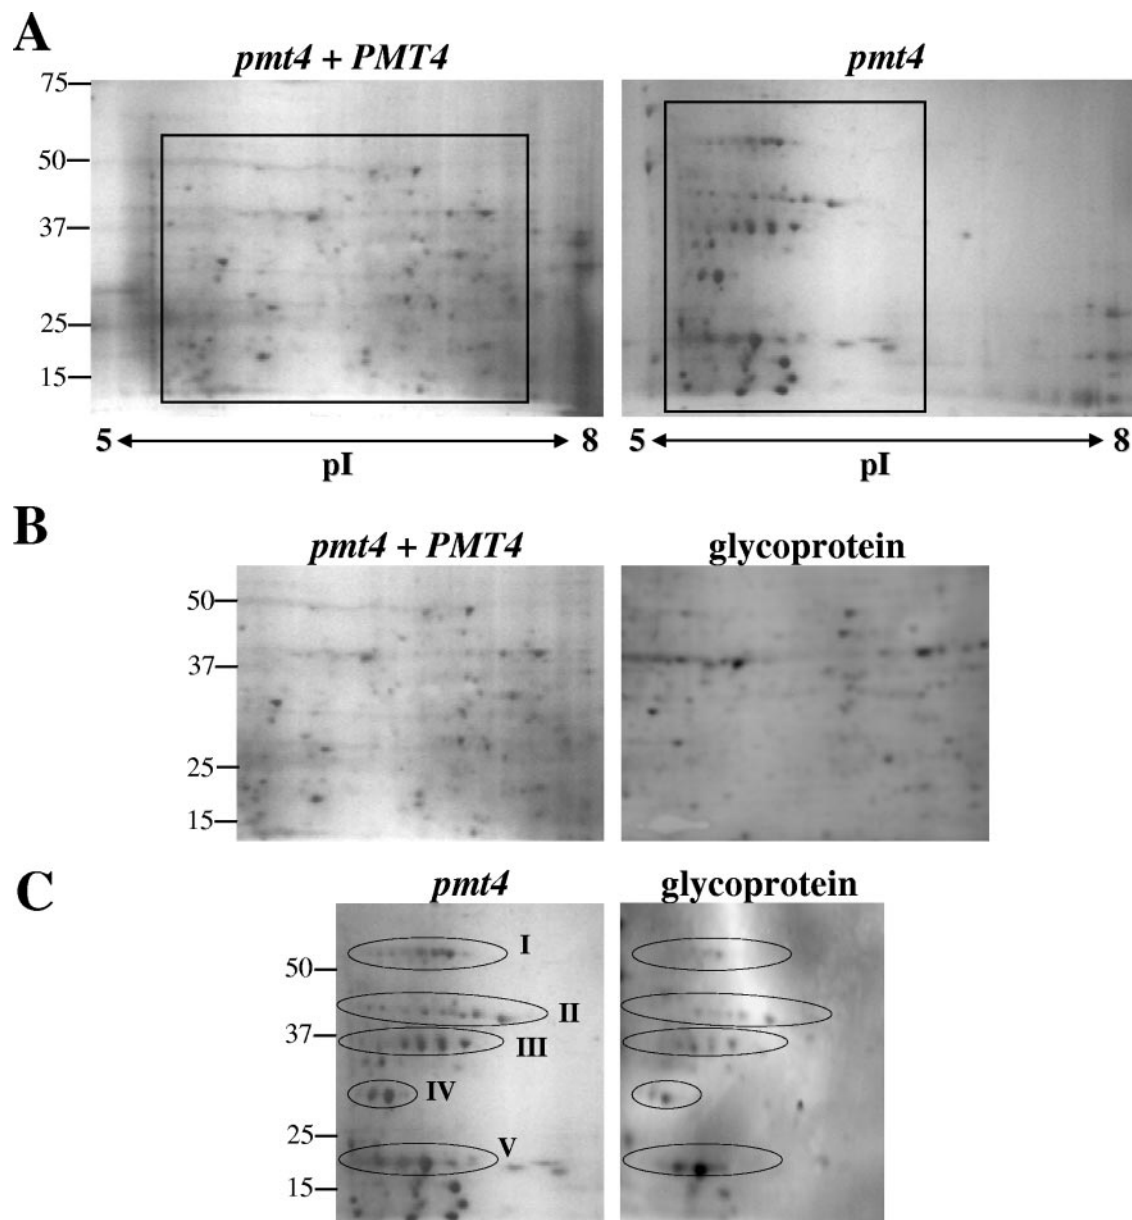 A
pmt4 + PMT4
pmt4
75
50
37
25
15
5
8
pI
5
8
pI
B
pmt4 + PMT4
glycoprotein
50
37
25
15
C
pmt4
glycoprotein
I
50
II
37
III
IV
25
V
15